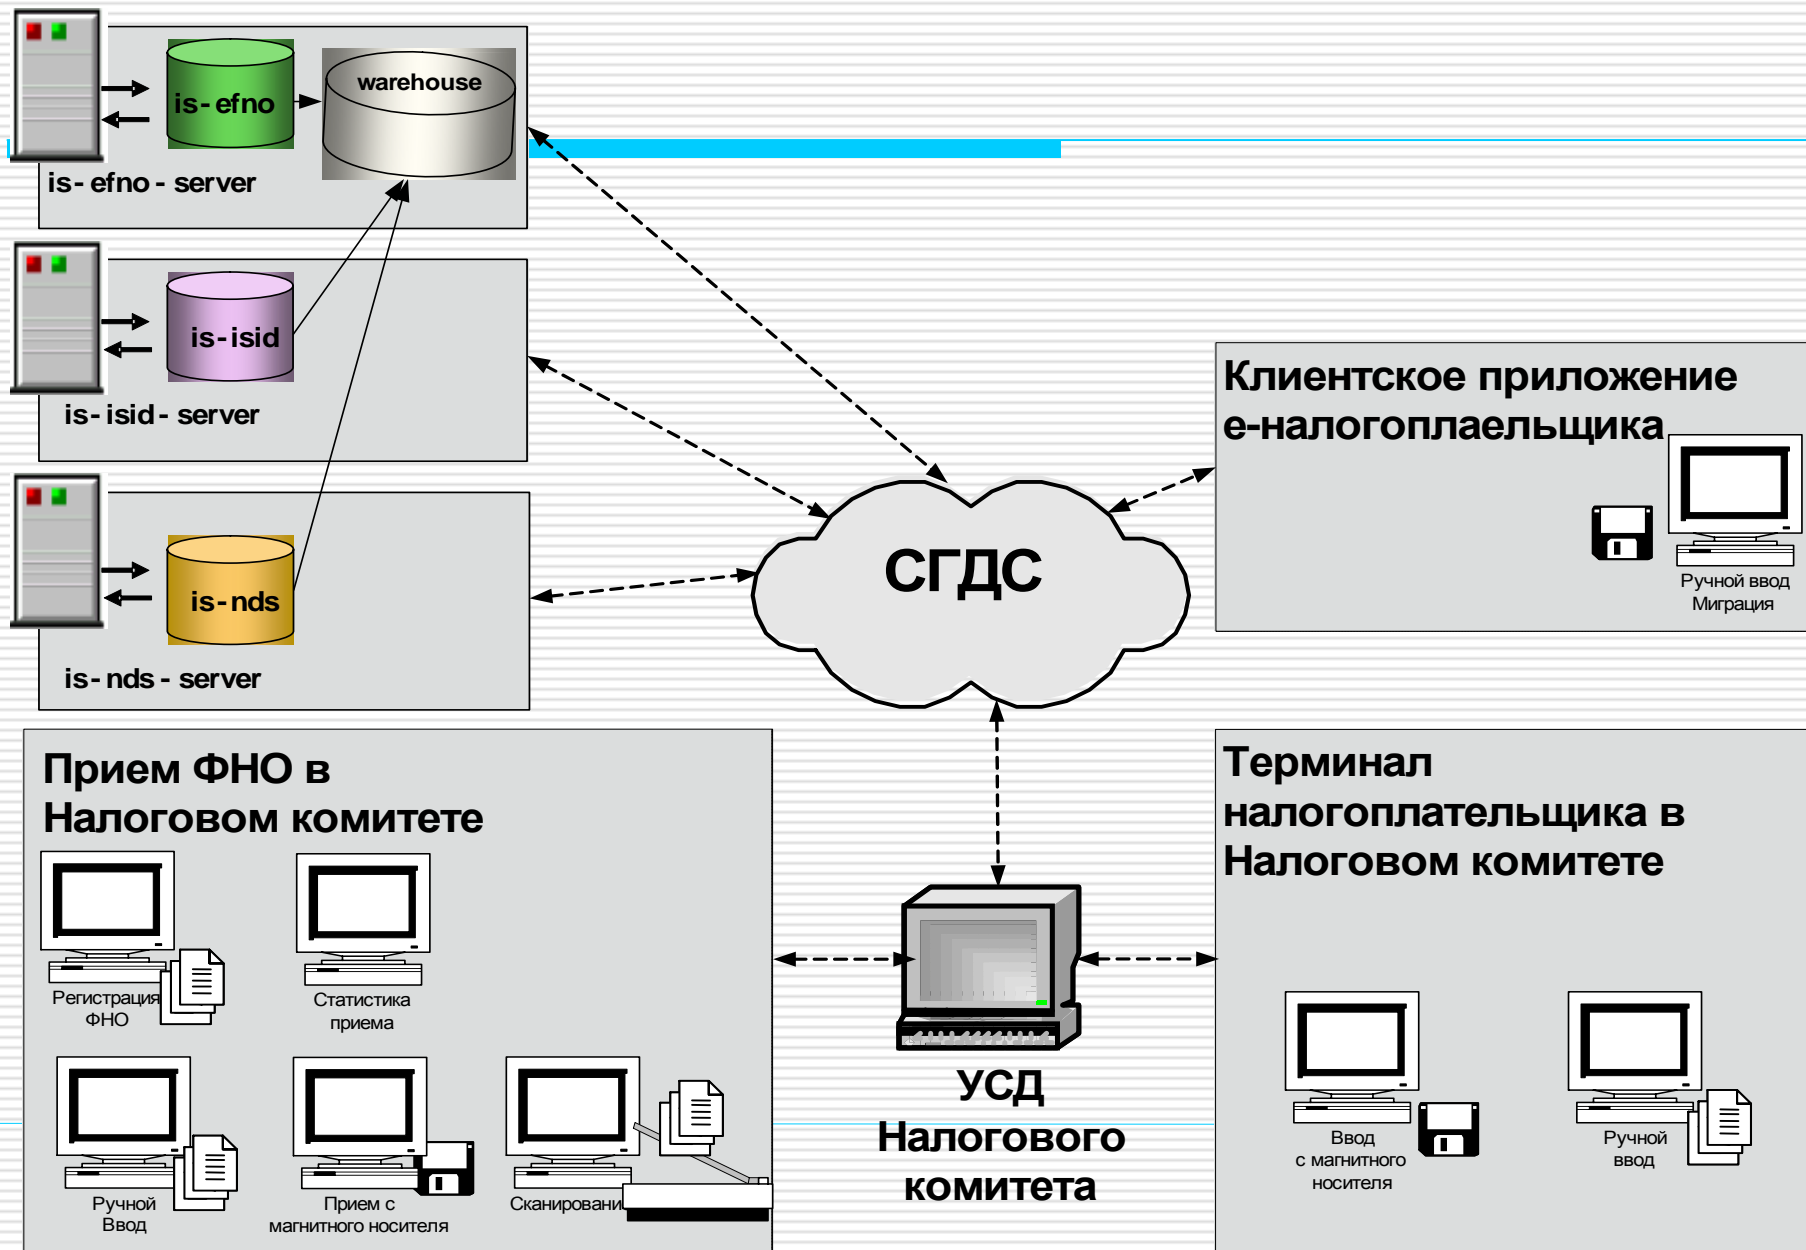 warehouse
is-efno
is-efno-server
is-isid
is-isid-server
is-nds
is-nds-server
СГДС
Клиентское приложение
е-налогоплаельщика
Ручной ввод
Миграция
Прием ФНО в
Налоговом комитете
Регистрация
ФНО
Статистика
приема
Ручной
Ввод
Прием с
магнитного носителя
Сканировани
УСД
Налогового
комитета
Терминал
налогоплательщика в
Налоговом комитете
Ввод
с магнитного
носителя
Ручной
ввод